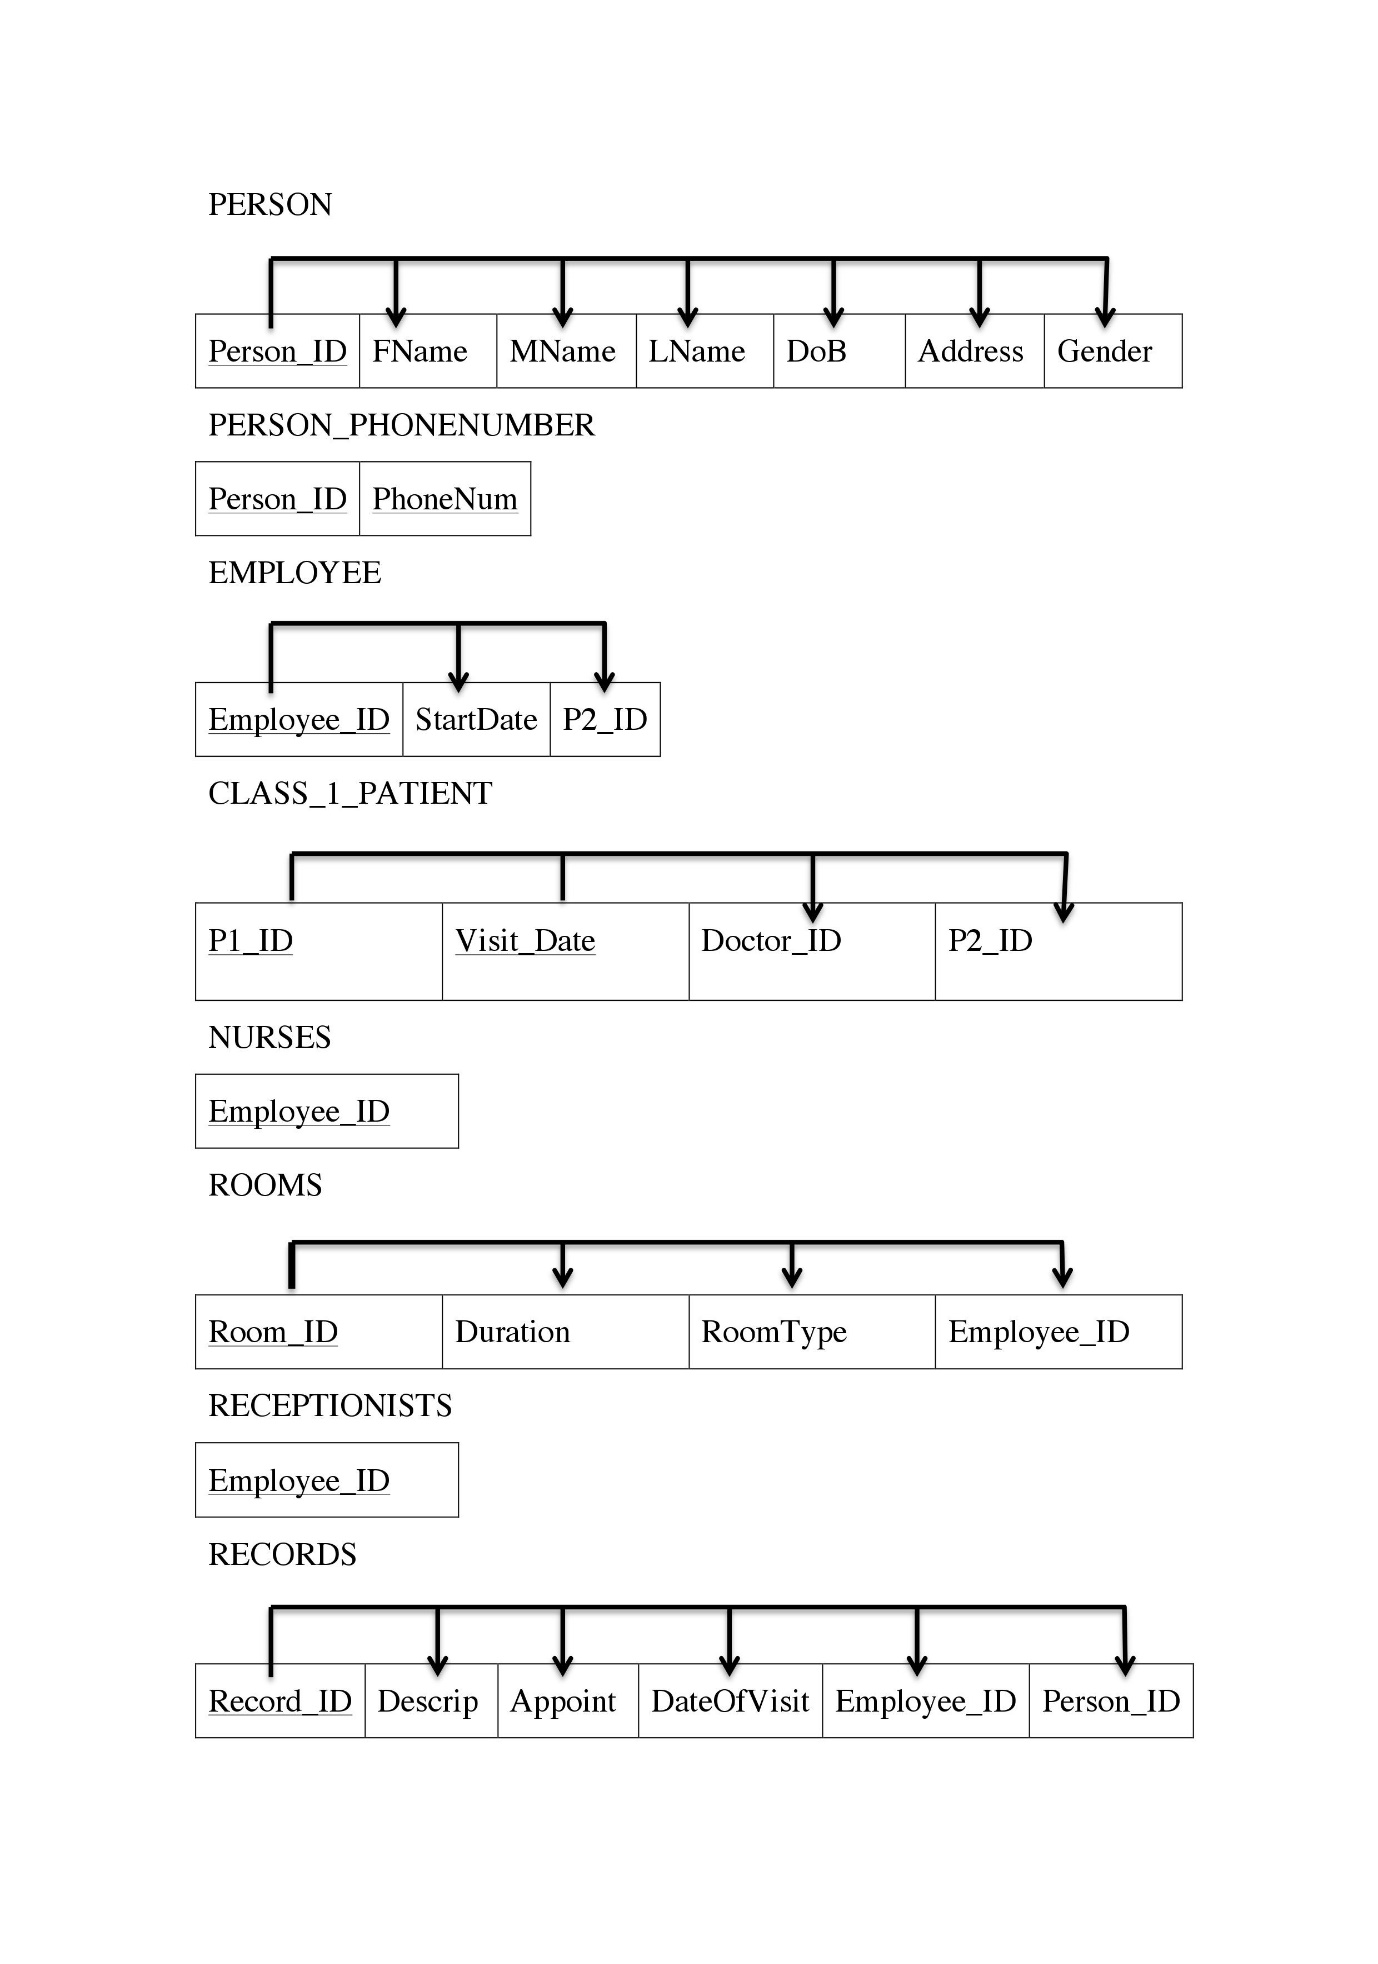 PERSON
Person_ID FName MName LName DoB Address Gender
PERSON_PHONENUMBER
Person_ID PhoneNum
EMPLOYEE
Employee_ID StartDate P2_ID
CLASS_1_PATIENT
P1_ID Visit_Date Doctor_ID P2_ID
NURSES
Employee_ID
ROOMS
Room_ID Duration RoomType Employee_ID
RECEPTIONISTS
Employee_ID
RECORDS
Record_ID Descrip Appoint DateOfVisit Employee_ID Person_ID